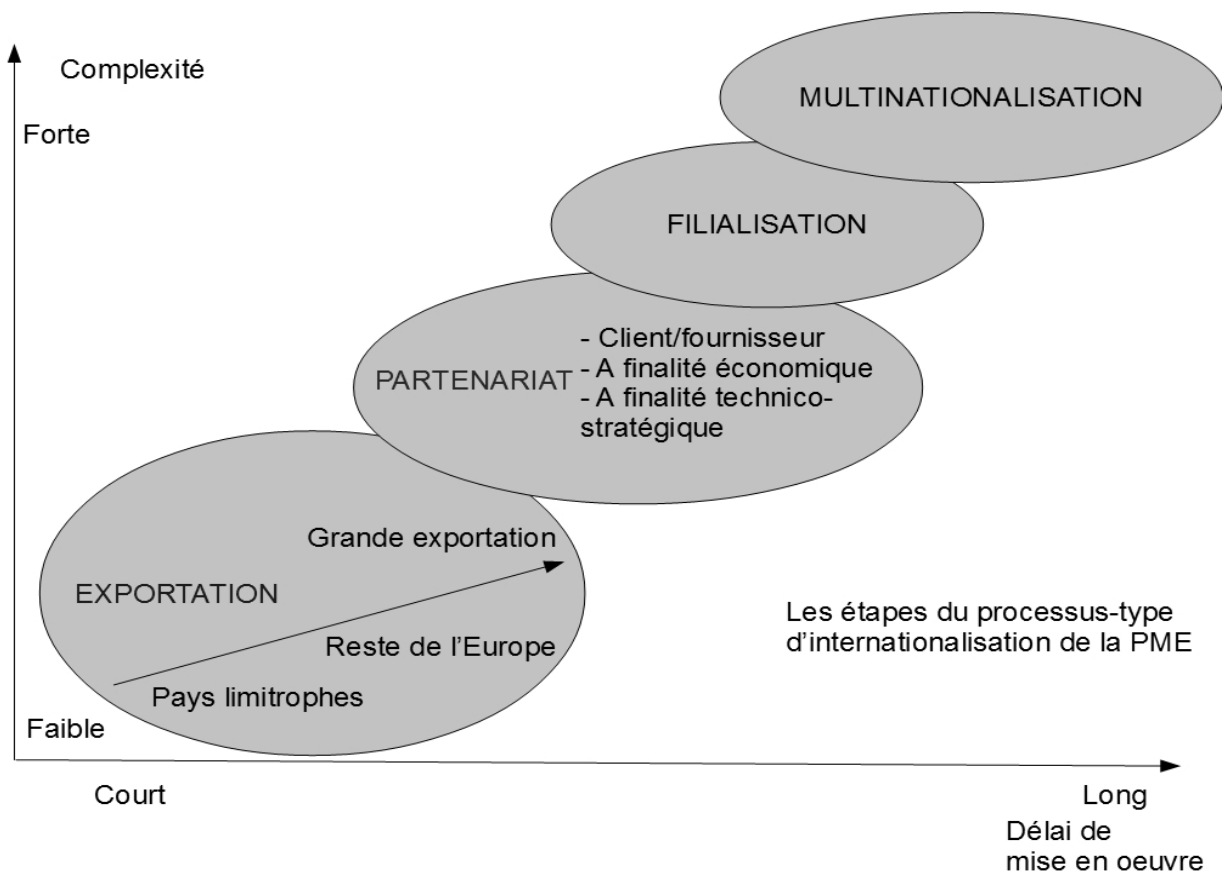 Complexité
MULTINATIONALISATION
Forte
FILIALISATION
- Client/fournisseur
PARTENARIAT - A finalité économique
- A finalité technico-
stratégique
Grande exportation
EXPORTATION
Reste de l’Europe
Pays limitrophes
Les étapes du processus-type
d’internationalisation de la PME
Faible
Court
Long
Délai de
mise en oeuvre